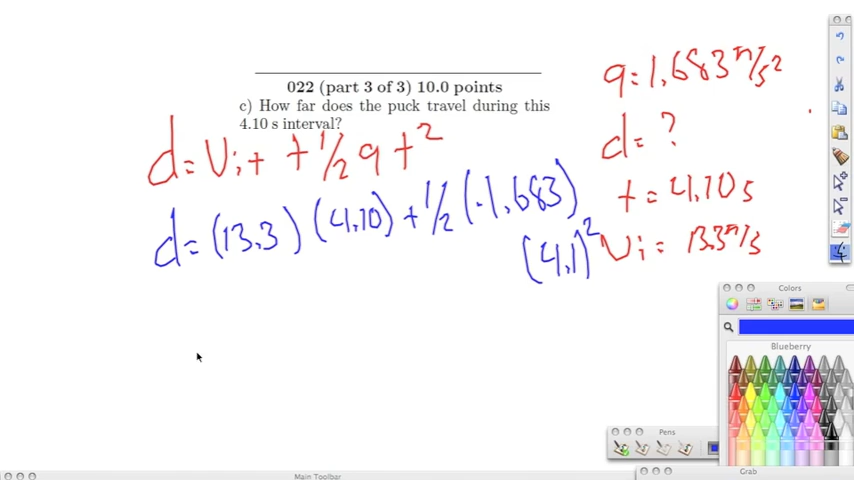 022 (part 3 of 3) 10.0 points
c) How far does the puck travel during this
4.10 s interval?
d = Vit + ½ at²
d = (13.3) (4.10) + ½ (-1.683)
(4.1)²
a = 1.683 m/s²
d = ?
t = 4.10 s
Vi = 13.3 m/s
Colors
Blueberry
Pens
Grab
Main Toolbar